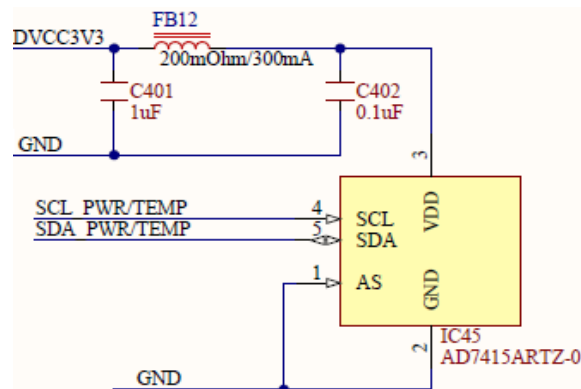 FB12
DVCC3V3
200mOhm/300mA
C401
1uF
C402
0.1uF
GND
3
SCL_PWR/TEMP
4
SCL
VDD
SDA_PWR/TEMP
5
SDA
1
AS
GND
2
IC45
AD7415ARTZ-0
GND